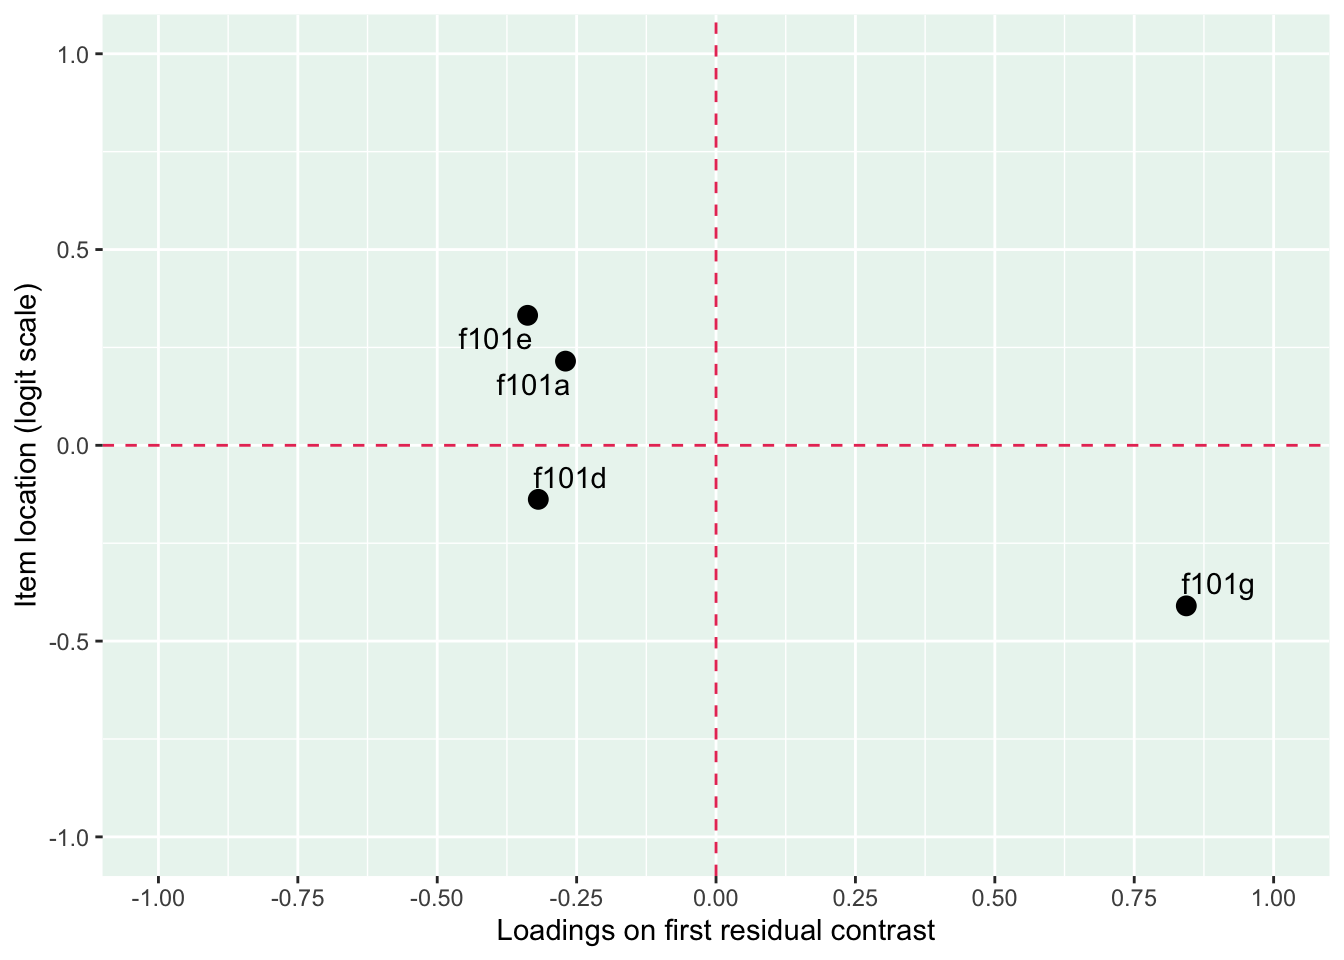 1.0
0.5
0.0
-0.5
-1.0
Item location (logit scale)
f101e
f101a
f101d
f101g
-1.00 -0.75 -0.50 -0.25 0.00 0.25 0.50 0.75 1.00
Loadings on first residual contrast